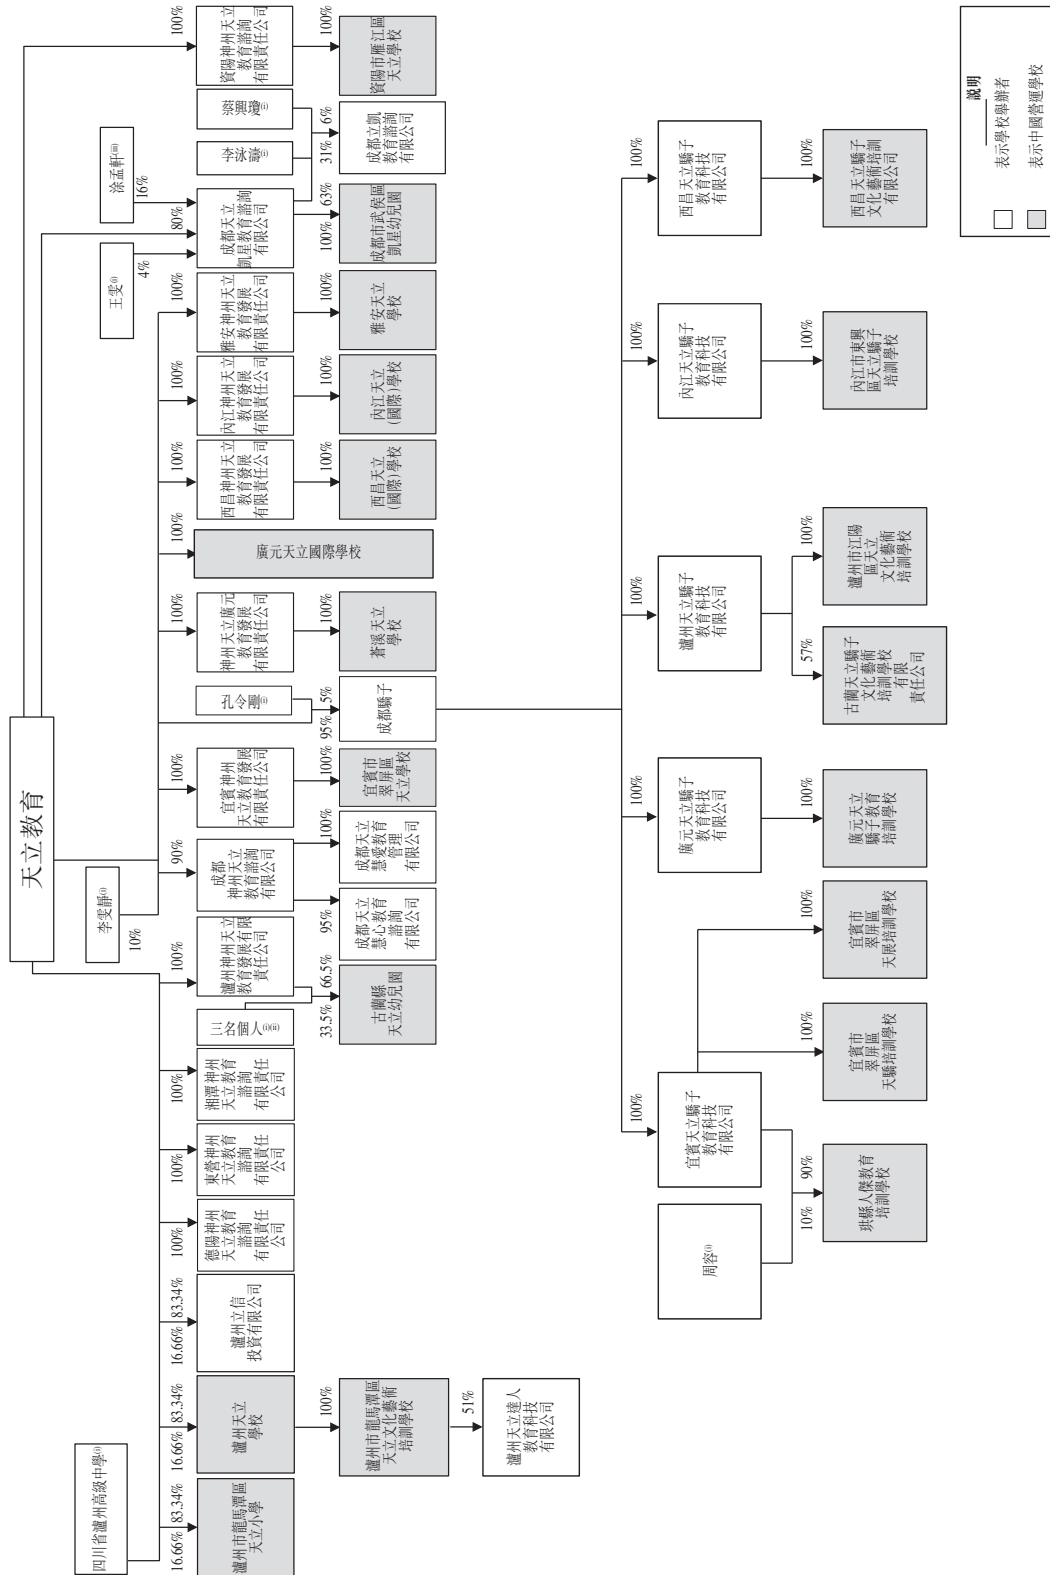 天立教育
四川省瀘州高級中學(i)
16.66%
83.34%
瀘州市龍馬潭區
天立小學
16.66%
83.34%
瀘州天立
學校
100%
瀘州市龍馬潭區
天立文化藝術
培訓學校
51%
瀘州天立達人
教育科技
有限公司
16.66%
83.34%
瀘州立信
投資有限公司
100%
德陽神州
天立教育
諮詢
有限責任
公司
100%
東營神州
天立教育
諮詢
有限責任
公司
100%
湘潭神州
天立教育
諮詢
有限責任
公司
三名個人(i)(ii)
100%
瀘州神州天立
教育發展有限
責任公司
33.5%
66.5%
古藺縣
天立幼兒園
李雯靜(i)
10%
90%
成都
神州天立
教育諮詢
有限公司
95%
成都天立
慧心教育
諮詢
有限公司
100%
成都天立
慧愛教育
管理
有限公司
100%
宜賓神州
天立教育發展
有限責任公司
100%
宜賓市
翠屏區
天立學校
孔令剛(i)
95%
5%
成都驕子
100%
神州天立廣元
教育發展
有限責任公司
100%
蒼溪天立
學校
100%
廣元天立國際學校
100%
西昌神州天立
教育發展
有限責任公司
100%
西昌天立
(國際)學校
100%
內江神州天立
教育發展
有限責任公司
100%
內江天立
(國際)學校
100%
雅安神州天立
教育發展
有限責任公司
100%
雅安天立
學校
王雯(i)
4%
80%
涂孟軒(iii)
16%
成都天立
凱星教育諮詢
有限公司
100%
成都市武侯區
凱星幼兒園
63%
31%
6%
成都立凱
教育諮詢
有限公司
100%
資陽神州天立
教育諮詢
有限責任公司
100%
資陽市雁江區
天立學校
周容(i)
100%
宜賓天立驕子
教育科技
有限公司
10%
90%
珙縣人傑教育
培訓學校
100%
宜賓市
翠屏區
天驕培訓學校
100%
宜賓市
翠屏區
天展培訓學校
100%
廣元天立驕子
教育科技
有限公司
100%
廣元天立
驕子教育
培訓學校
100%
瀘州天立驕子
教育科技
有限公司
57%
古藺天立驕子
文化藝術
培訓學校
有限
責任公司
100%
瀘州市江陽
區天立
文化藝術
培訓學校
100%
內江天立驕子
教育科技
有限公司
100%
內江市東興
區天立驕子
培訓學校
100%
西昌天立驕子
教育科技
有限公司
100%
西昌天立驕子
文化藝術培訓
有限公司
說明
表示學校舉辦者
表示中國營運學校